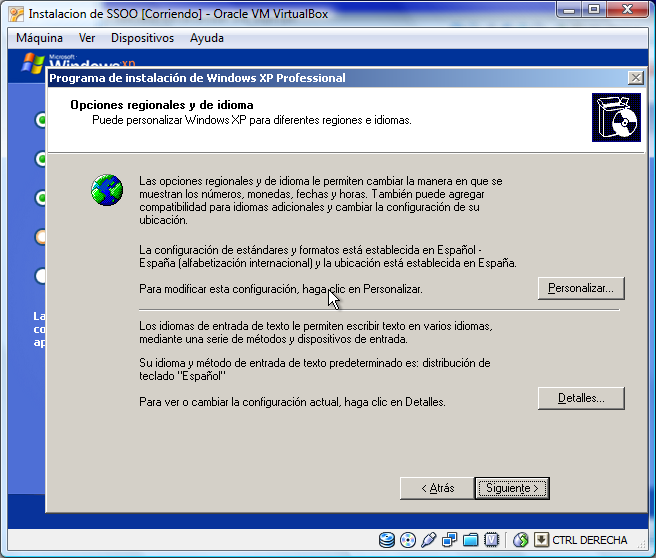 Instalacion de SSOO [Corriendo] - Oracle VM VirtualBox
Máquina Ver Dispositivos Ayuda
Microsoft
Windows xp
Programa de instalación de Windows XP Professional
Opciones regionales y de idioma
Puede personalizar Windows XP para diferentes regiones e idiomas.
Las opciones regionales y de idioma le permiten cambiar la manera en que se
muestran los números, monedas, fechas y horas. También puede agregar
compatibilidad para idiomas adicionales y cambiar la configuración de su
ubicación.
La configuración de estándares y formatos está establecida en Español -
España (alfabetización internacional) y la ubicación está establecida en España.
Para modificar esta configuración, haga clic en Personalizar.
Personalizar...
La
co
ap
Los idiomas de entrada de texto le permiten escribir texto en varios idiomas,
mediante una serie de métodos y dispositivos de entrada.
Su idioma y método de entrada de texto predeterminado es: distribución de
teclado "Español"
Para ver o cambiar la configuración actual, haga clic en Detalles.
Detalles...
< Atrás
Siguiente >
CTRL DERECHA